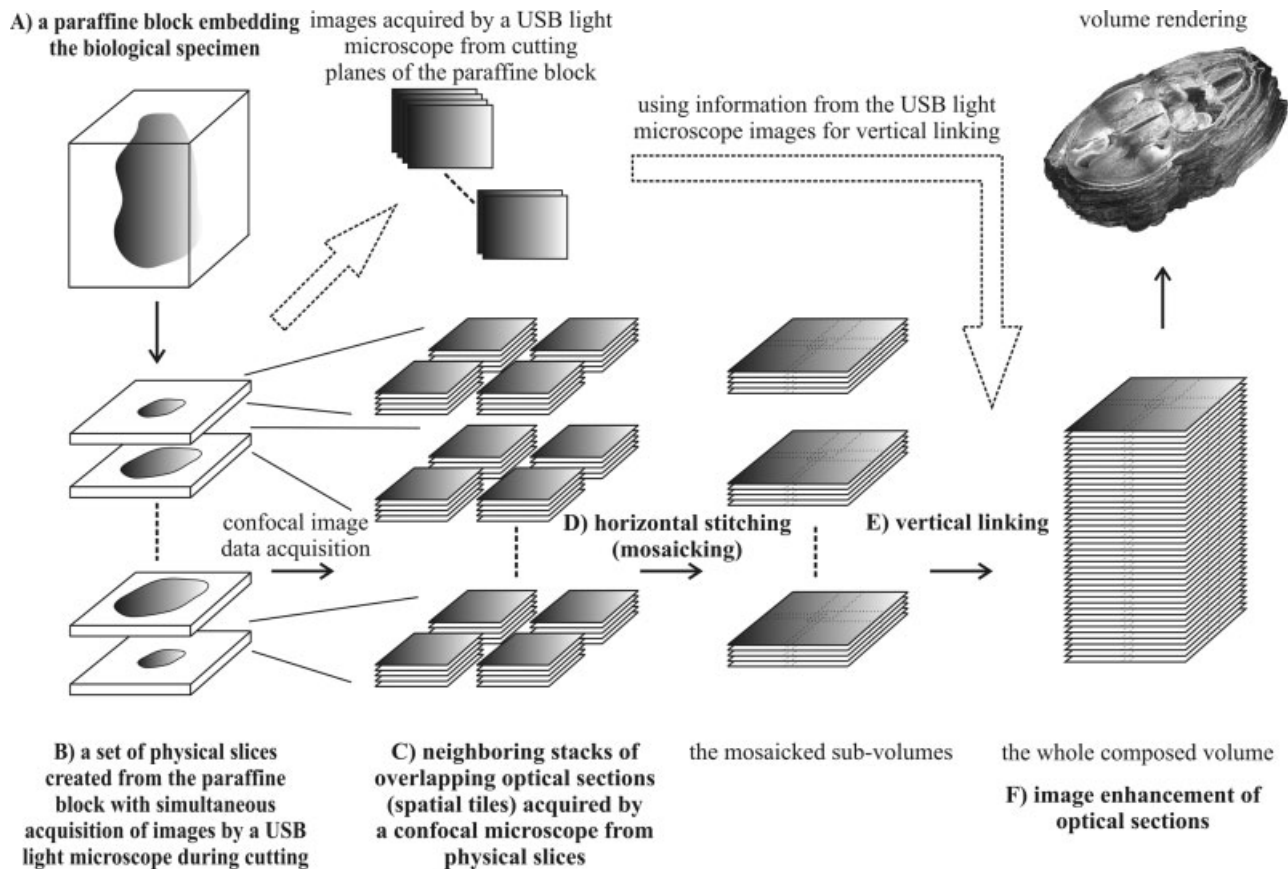 A) a paraffine block embedding
the biological specimen
images acquired by a USB light
microscope from cutting
planes of the paraffine block
volume rendering
using information from the USB light
microscope images for vertical linking
confocal image
data acquisition
D) horizontal stitching
(mosaicking)
E) vertical linking
B) a set of physical slices
created from the paraffine
block with simultaneous
acquisition of images by a USB
light microscope during cutting
C) neighboring stacks of
overlapping optical sections
(spatial tiles) acquired by
a confocal microscope from
physical slices
the mosaicked sub-volumes
the whole composed volume
F) image enhancement of
optical sections